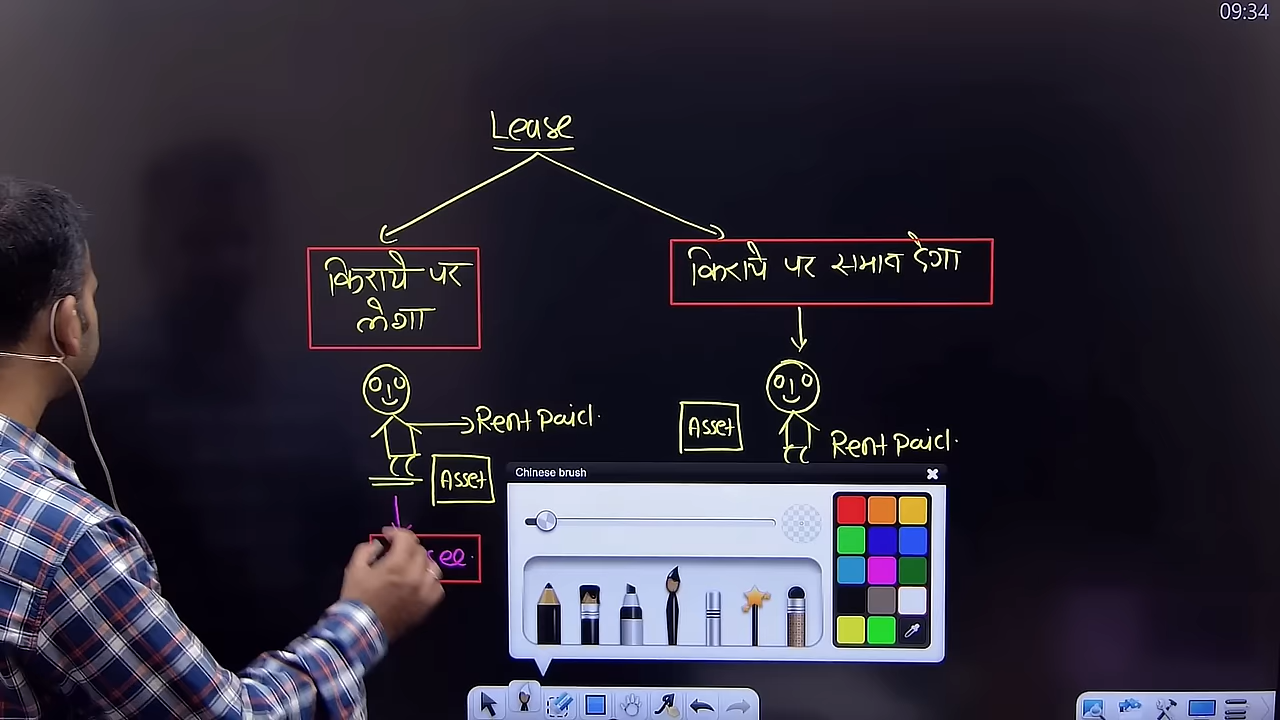 09:34
Lease
किराये पर
लेगा
किराये पर समान देगा
Rent paid.
Asset
Asset
Rent paid.
Chinese brush